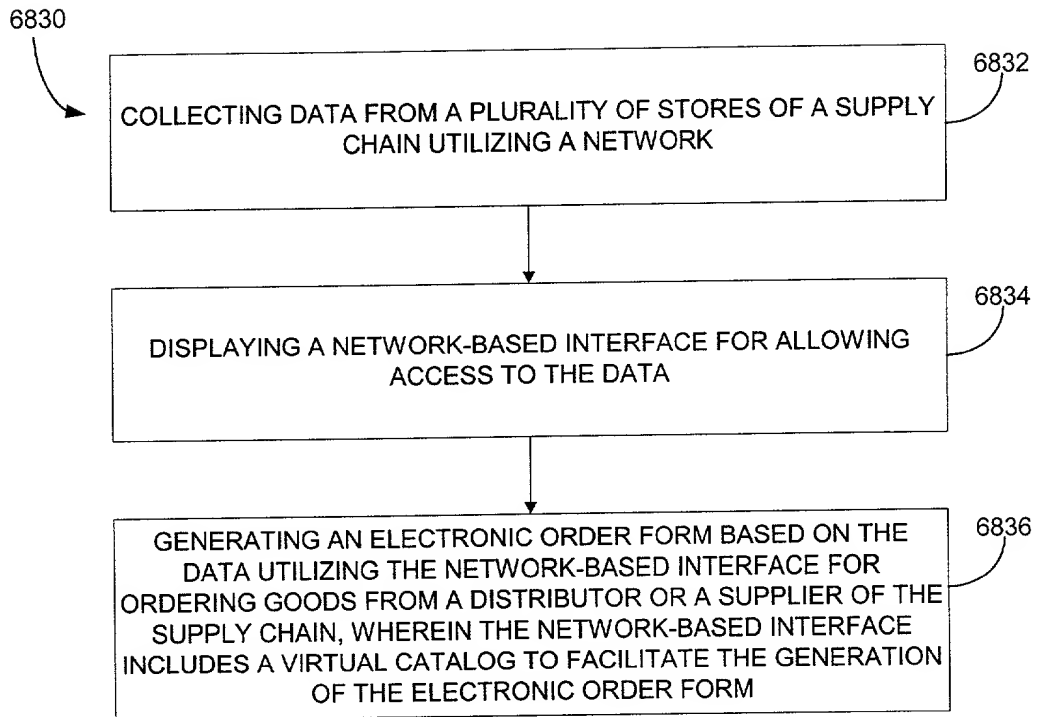 6830
6832
COLLECTING DATA FROM A PLURALITY OF STORES OF A SUPPLY
CHAIN UTILIZING A NETWORK
6834
DISPLAYING A NETWORK-BASED INTERFACE FOR ALLOWING
ACCESS TO THE DATA
6836
GENERATING AN ELECTRONIC ORDER FORM BASED ON THE
DATA UTILIZING THE NETWORK-BASED INTERFACE FOR
ORDERING GOODS FROM A DISTRIBUTOR OR A SUPPLIER OF THE
SUPPLY CHAIN, WHEREIN THE NETWORK-BASED INTERFACE
INCLUDES A VIRTUAL CATALOG TO FACILITATE THE GENERATION
OF THE ELECTRONIC ORDER FORM